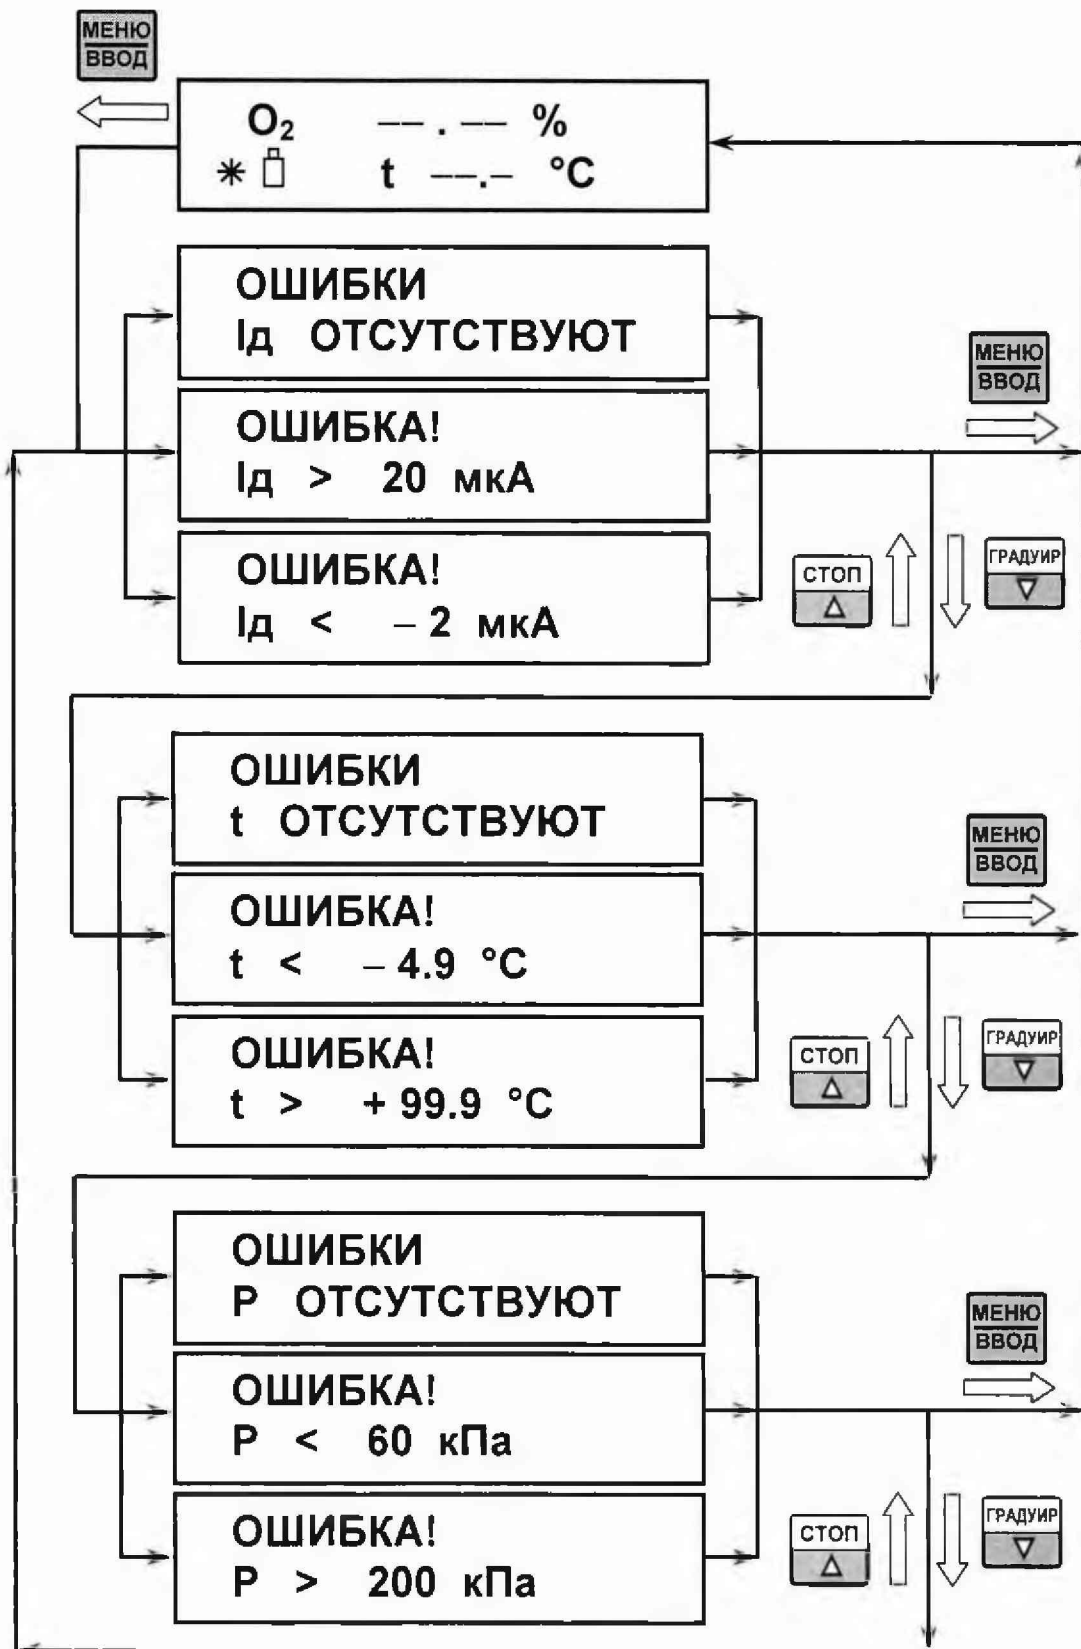 МЕНЮ
ВВОД
O₂ –– . –– %
* t ––.– °C
ОШИБКИ
Iд ОТСУТСТВУЮТ
МЕНЮ
ВВОД
ОШИБКА!
Iд > 20 мкА
ОШИБКА!
Iд < – 2 мкА
СТОП
△
ГРАДУИР
▽
ОШИБКИ
t ОТСУТСТВУЮТ
МЕНЮ
ВВОД
ОШИБКА!
t < – 4.9 °C
ОШИБКА!
t > + 99.9 °C
СТОП
△
ГРАДУИР
▽
ОШИБКИ
P ОТСУТСТВУЮТ
МЕНЮ
ВВОД
ОШИБКА!
P < 60 кПа
ОШИБКА!
P > 200 кПа
СТОП
△
ГРАДУИР
▽